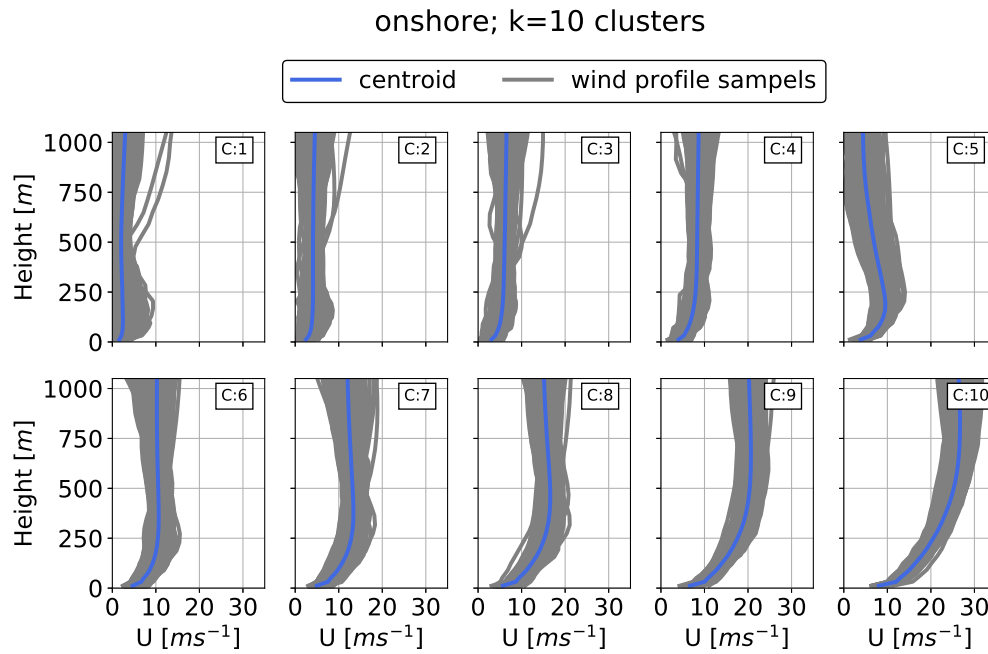 onshore; k=10 clusters
centroid wind profile sampels
1000 C:1 C:2 C:3 C:4 C:5
750
500
250
0
Height [m]
1000 C:6 C:7 C:8 C:9 C:10
750
500
250
0
Height [m]
0 10 20 30 0 10 20 30 0 10 20 30 0 10 20 30 0 10 20 30
U [ms⁻¹] U [ms⁻¹] U [ms⁻¹] U [ms⁻¹] U [ms⁻¹]